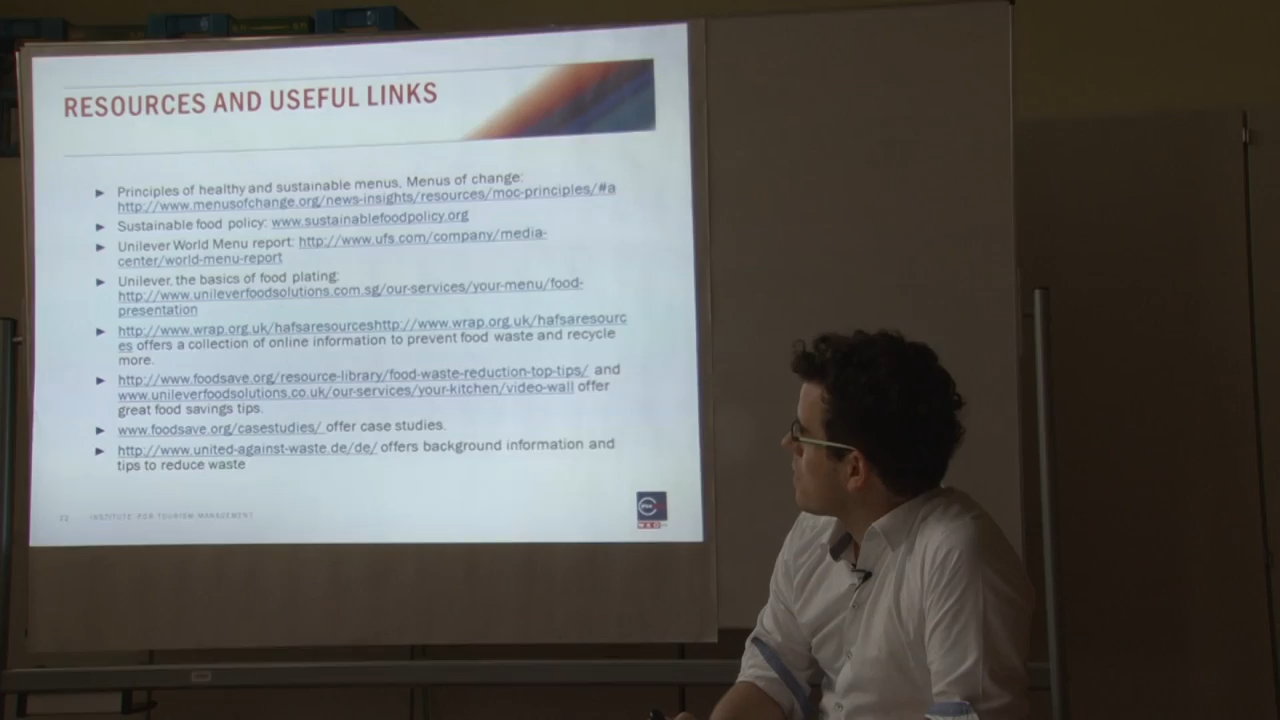 RESOURCES AND USEFUL LINKS
► Principles of healthy and sustainable menus, Menus of change:
http://www.menusofchange.org/news-insights/resources/moc-principles/#a
► Sustainable food policy: www.sustainablefoodpolicy.org
► Unilever World Menu report: http://www.ufs.com/company/media-
center/world-menu-report
► Unilever, the basics of food plating:
http://www.unileverfoodsolutions.com.sg/our-services/your-menu/food-
presentation
► http://www.wrap.org.uk/hafsaresourceshttp://www.wrap.org.uk/hafsaresourc
es offers a collection of online information to prevent food waste and recycle
more.
► http://www.foodsave.org/resource-library/food-waste-reduction-top-tips/ and
www.unileverfoodsolutions.co.uk/our-services/your-kitchen/video-wall offer
great food savings tips.
► www.foodsave.org/casestudies/ offer case studies.
► http://www.united-against-waste.de/de/ offers background information and
tips to reduce waste
INSTITUTE FOR TOURISM MANAGEMENT